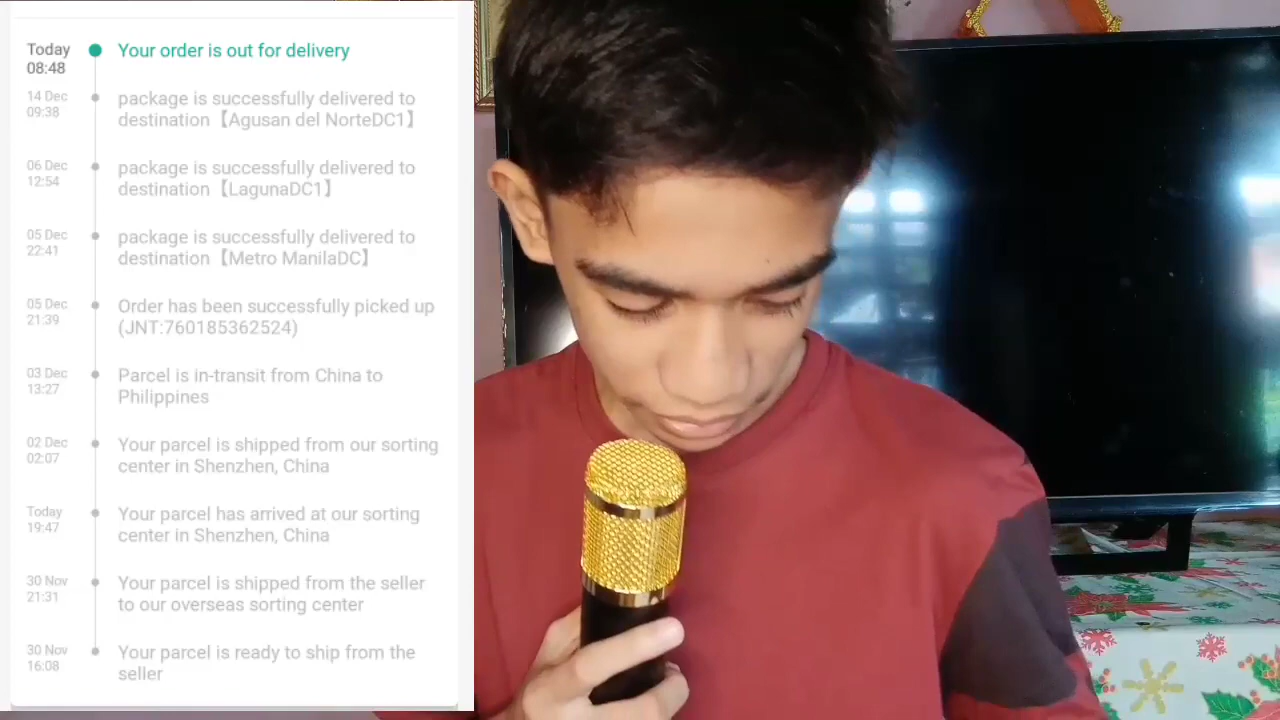 Today
08:48
Your order is out for delivery
14 Dec
09:38
package is successfully delivered to
destination【Agusan del NorteDC1】
06 Dec
12:54
package is successfully delivered to
destination【LagunaDC1】
05 Dec
22:41
package is successfully delivered to
destination【Metro ManilaDC】
05 Dec
21:39
Order has been successfully picked up
(JNT:760185362524)
03 Dec
13:27
Parcel is in-transit from China to
Philippines
02 Dec
02:07
Your parcel is shipped from our sorting
center in Shenzhen, China
Today
19:47
Your parcel has arrived at our sorting
center in Shenzhen, China
30 Nov
21:31
Your parcel is shipped from the seller
to our overseas sorting center
30 Nov
16:08
Your parcel is ready to ship from the
seller